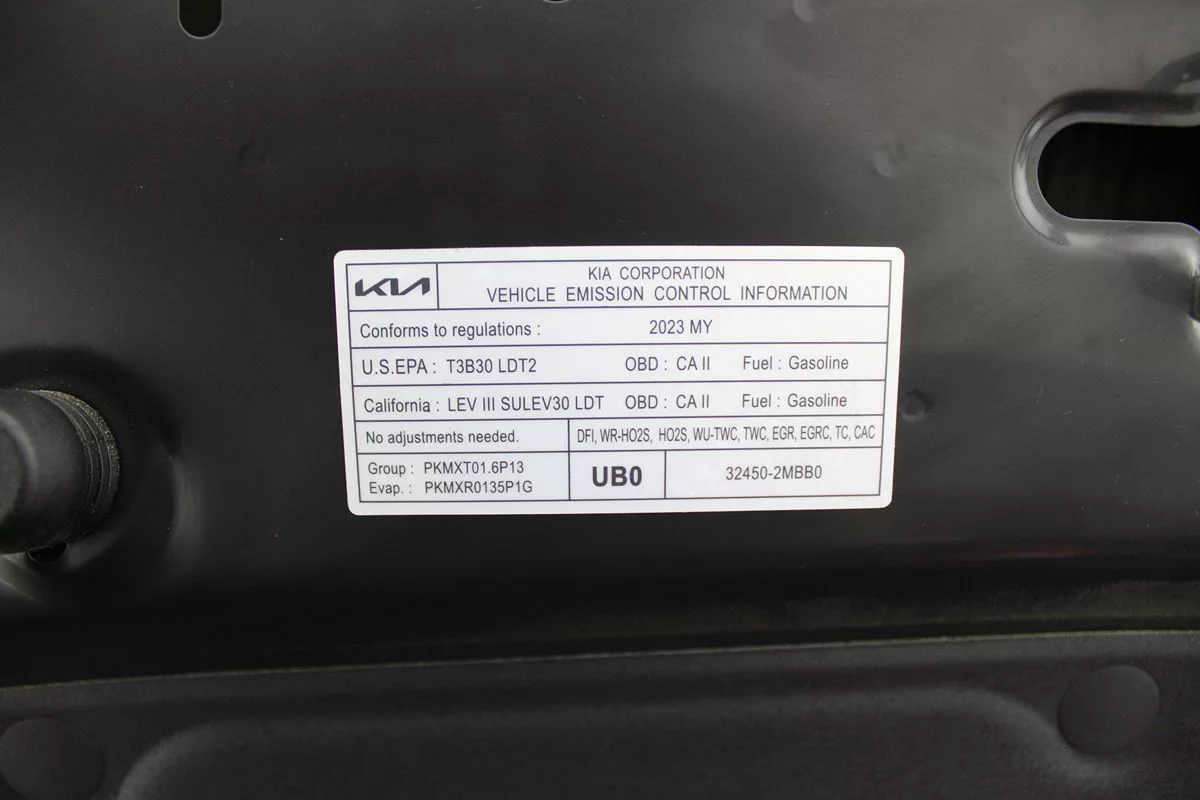 KIA
KIA CORPORATION
VEHICLE EMISSION CONTROL INFORMATION
Conforms to regulations : 2023 MY
U.S.EPA : T3B30 LDT2 OBD : CA II Fuel : Gasoline
California : LEV III SULEV30 LDT OBD : CA II Fuel : Gasoline
No adjustments needed. DFI, WR-HO2S, HO2S, WU-TWC, TWC, EGR, EGRC, TC, CAC
Group : PKMXT01.6P13
Evap. : PKMXR0135P1G
UB0
32450-2MBB0